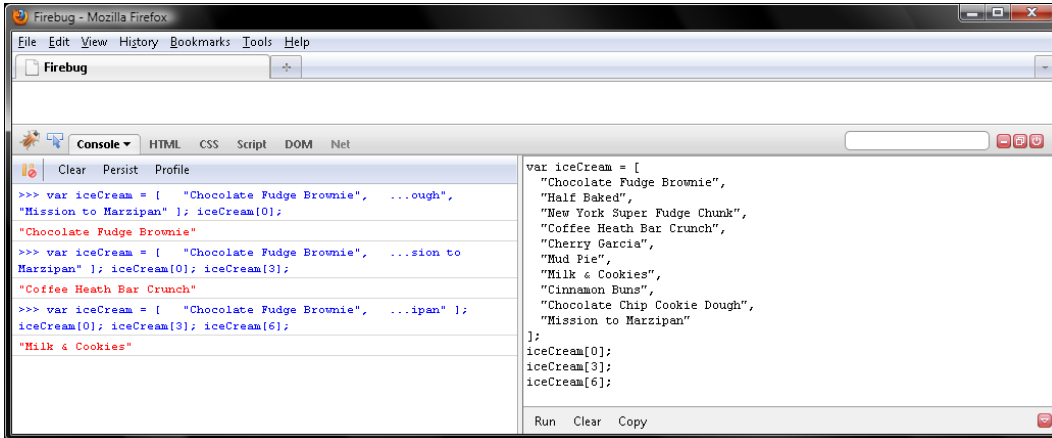 Firebug - Mozilla Firefox
File Edit View History Bookmarks Tools Help
Firebug
Console HTML CSS Script DOM Net
Clear Persist Profile
>>> var iceCream = [ "Chocolate Fudge Brownie", ...ough",
"Mission to Marzipan" ]; iceCream[0];
"Chocolate Fudge Brownie"
>>> var iceCream = [ "Chocolate Fudge Brownie", ...sion to
Marzipan" ]; iceCream[0]; iceCream[3];
"Coffee Heath Bar Crunch"
>>> var iceCream = [ "Chocolate Fudge Brownie", ...ipan" ];
iceCream[0]; iceCream[3]; iceCream[6];
"Milk & Cookies"
var iceCream = [
"Chocolate Fudge Brownie",
"Half Baked",
"New York Super Fudge Chunk",
"Coffee Heath Bar Crunch",
"Cherry Garcia",
"Mud Pie",
"Milk & Cookies",
"Cinnamon Buns",
"Chocolate Chip Cookie Dough",
"Mission to Marzipan"
];
iceCream[0];
iceCream[3];
iceCream[6];
Run Clear Copy